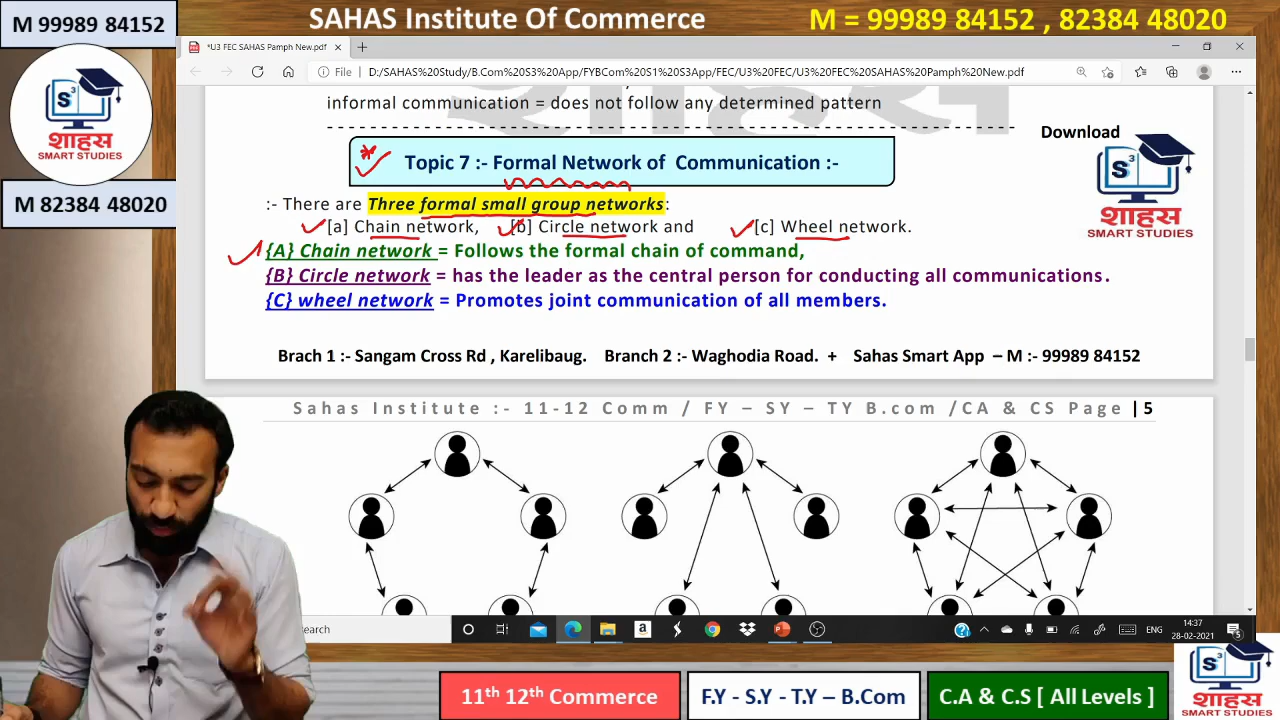 M 99989 84152
SAHAS Institute Of Commerce
M = 99989 84152 , 82384 48020
*U3 FEC SAHAS Pamph New.pdf
File
D:/SAHAS%20Study/B.Com%20S3%20App/FYBCom%20S1%20S3App/FEC/U3%20FEC/U3%20FEC%20SAHAS%20Pamph%20New.pdf
S³
शाहस
SMART STUDIES
M 82384 48020
informal communication = does not follow any determined pattern
Download
Topic 7 :- Formal Network of Communication :-
S³
शाहस
SMART STUDIES
:- There are Three formal small group networks:
[a] Chain network, [b] Circle network and [c] Wheel network.
{A} Chain network = Follows the formal chain of command,
{B} Circle network = has the leader as the central person for conducting all communications.
{C} wheel network = Promotes joint communication of all members.
Brach 1 :- Sangam Cross Rd , Karelibaug. Branch 2 :- Waghodia Road. + Sahas Smart App – M :- 99989 84152
Sahas Institute :- 11-12 Comm / FY – SY – TY B.com /CA & CS Page | 5
earch
ENG
14:37
28-02-2021
5
11th 12th Commerce
F.Y - S.Y - T.Y – B.Com
C.A & C.S [ All Levels ]
S³
शाहस
SMART STUDIES